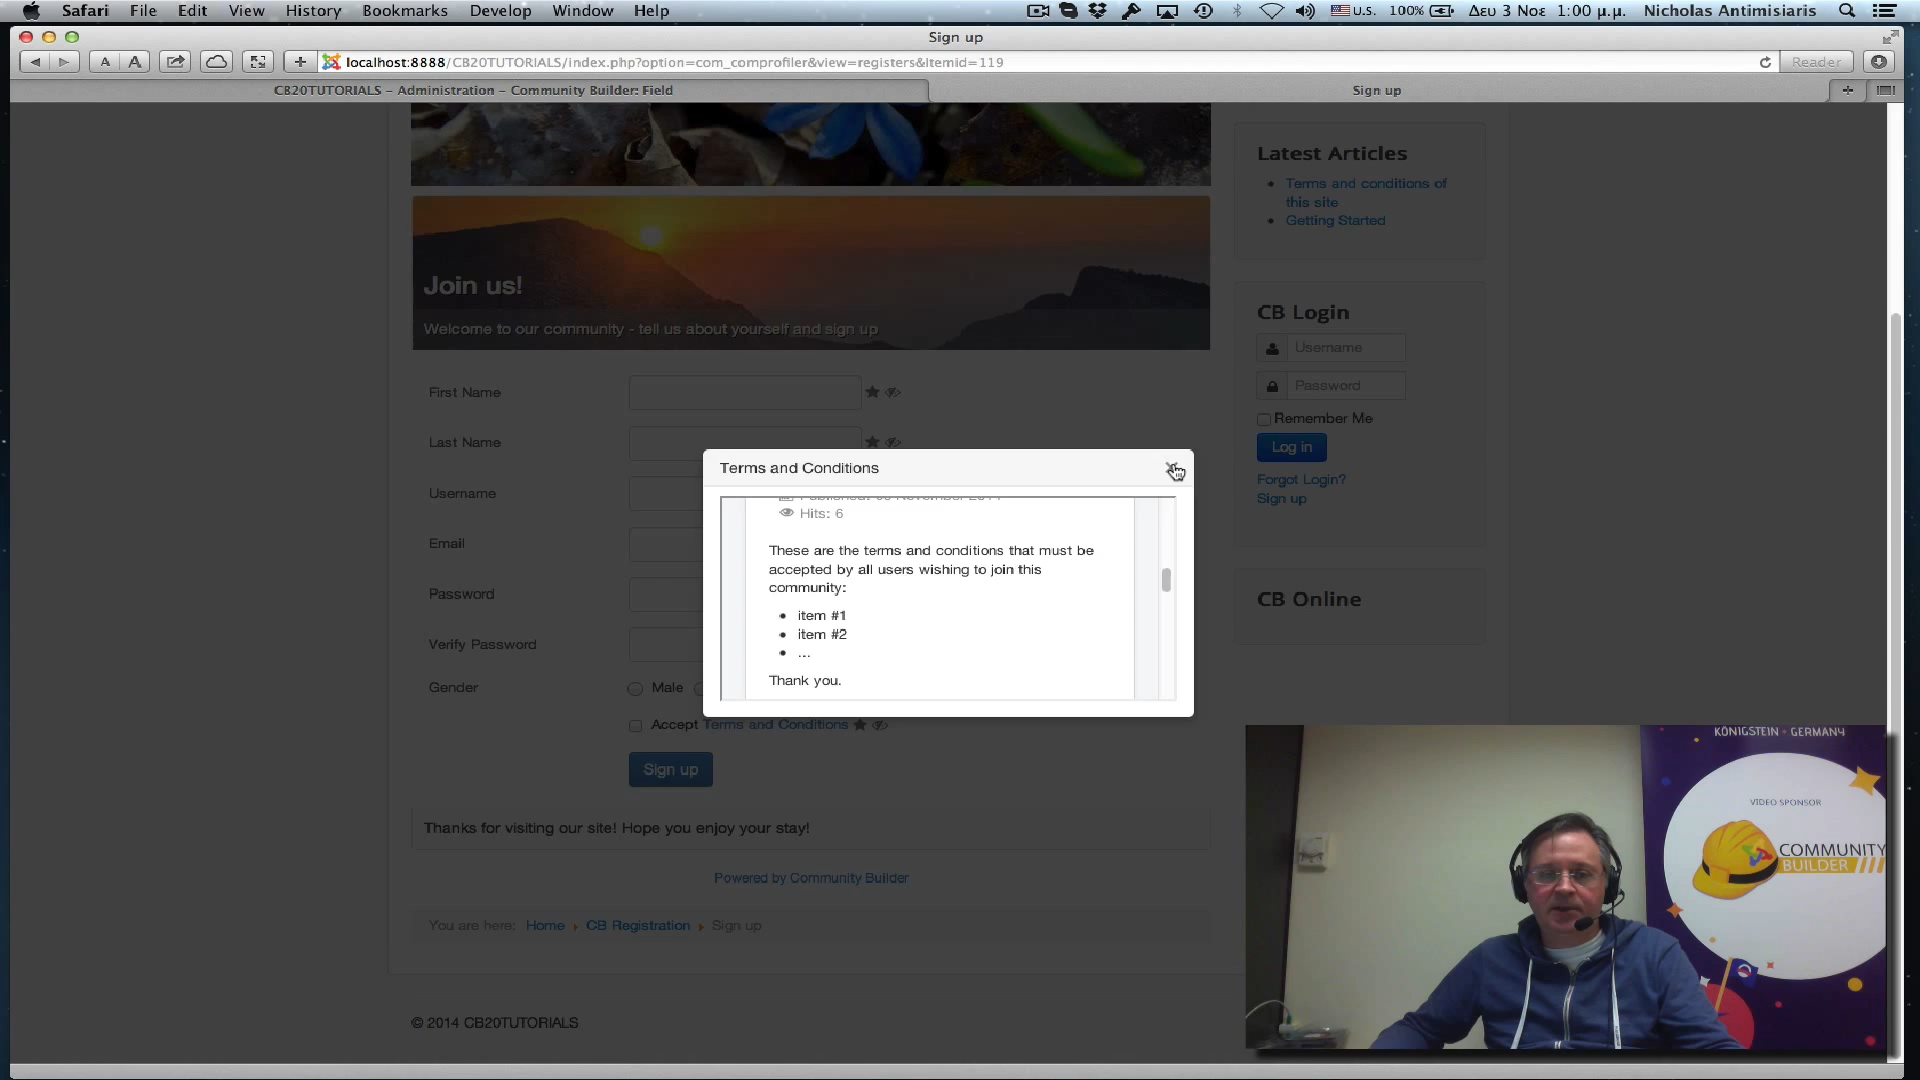 Safari File Edit View History Bookmarks Develop Window Help U.S. 100% Δευ 3 Νοε 1:00 μ.μ. Nicholas Antimisiaris
Sign up
A A + localhost:8888/CB20TUTORIALS/index.php?option=com_comprofiler&view=registers&Itemid=119 Reader
CB20TUTORIALS - Administration - Community Builder: Field
Sign up
Join us!
Welcome to our community - tell us about yourself and sign up
First Name
Last Name
Username
Email
Password
Verify Password
Gender
Male
Accept Terms and Conditions
Sign up
Thanks for visiting our site! Hope you enjoy your stay!
Powered by Community Builder
You are here: Home CB Registration Sign up
© 2014 CB20TUTORIALS
Terms and Conditions
Hits: 6
These are the terms and conditions that must be
accepted by all users wishing to join this
community:
item #1
item #2
...
Thank you.
Latest Articles
Terms and conditions of
this site
Getting Started
CB Login
Username
Password
Remember Me
Log in
Forgot Login?
Sign up
CB Online
KÖNIGSTEIN • GERMANY
VIDEO SPONSOR
COMMUNITY
BUILDER